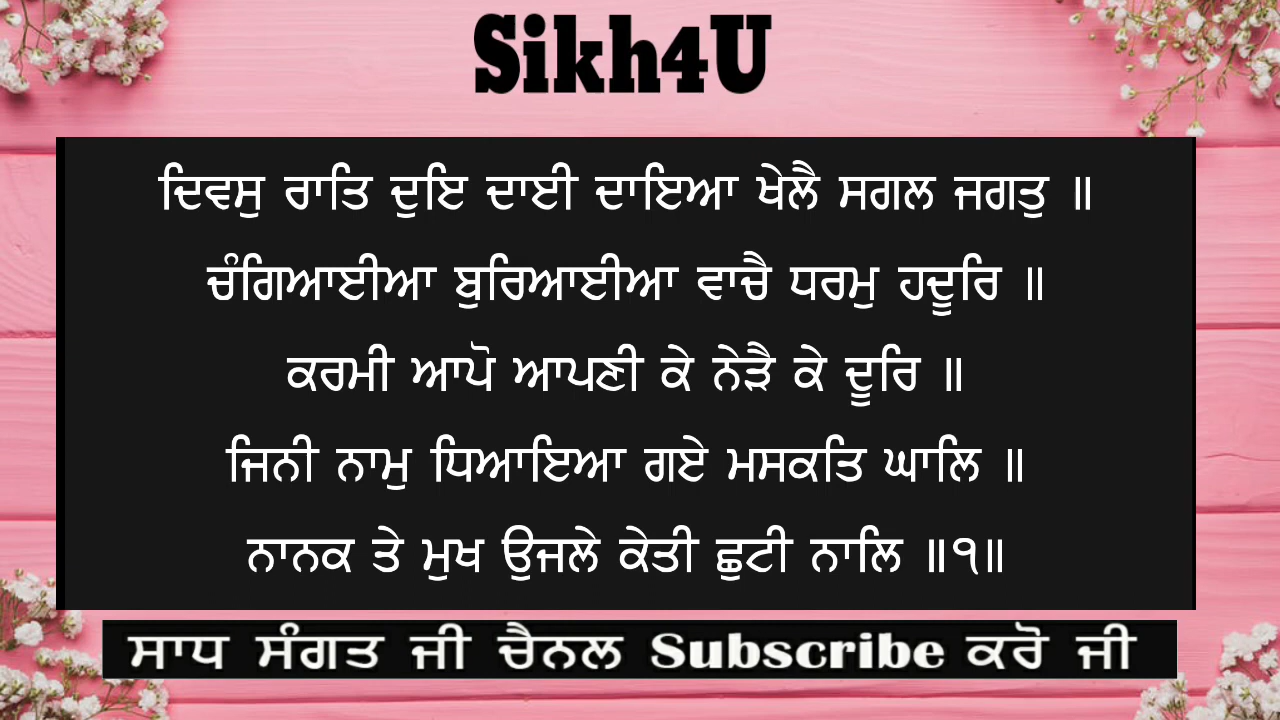 Sikh4U
ਦਿਵਸੁ ਰਾਤਿ ਦੁਇ ਦਾਈ ਦਾਇਆ ਖੇਲੈ ਸਗਲ ਜਗਤੁ ॥
ਚੰਗਿਆਈਆ ਬੁਰਿਆਈਆ ਵਾਚੈ ਧਰਮੁ ਹਦੂਰਿ ॥
ਕਰਮੀ ਆਪੋ ਆਪਣੀ ਕੇ ਨੇੜੈ ਕੇ ਦੂਰਿ ॥
ਜਿਨੀ ਨਾਮੁ ਧਿਆਇਆ ਗਏ ਮਸਕਤਿ ਘਾਲਿ ॥
ਨਾਨਕ ਤੇ ਮੁਖ ਉਜਲੇ ਕੇਤੀ ਛੁਟੀ ਨਾਲਿ ॥੧॥
ਸਾਧ ਸੰਗਤ ਜੀ ਚੈਨਲ Subscribe ਕਰੋ ਜੀ